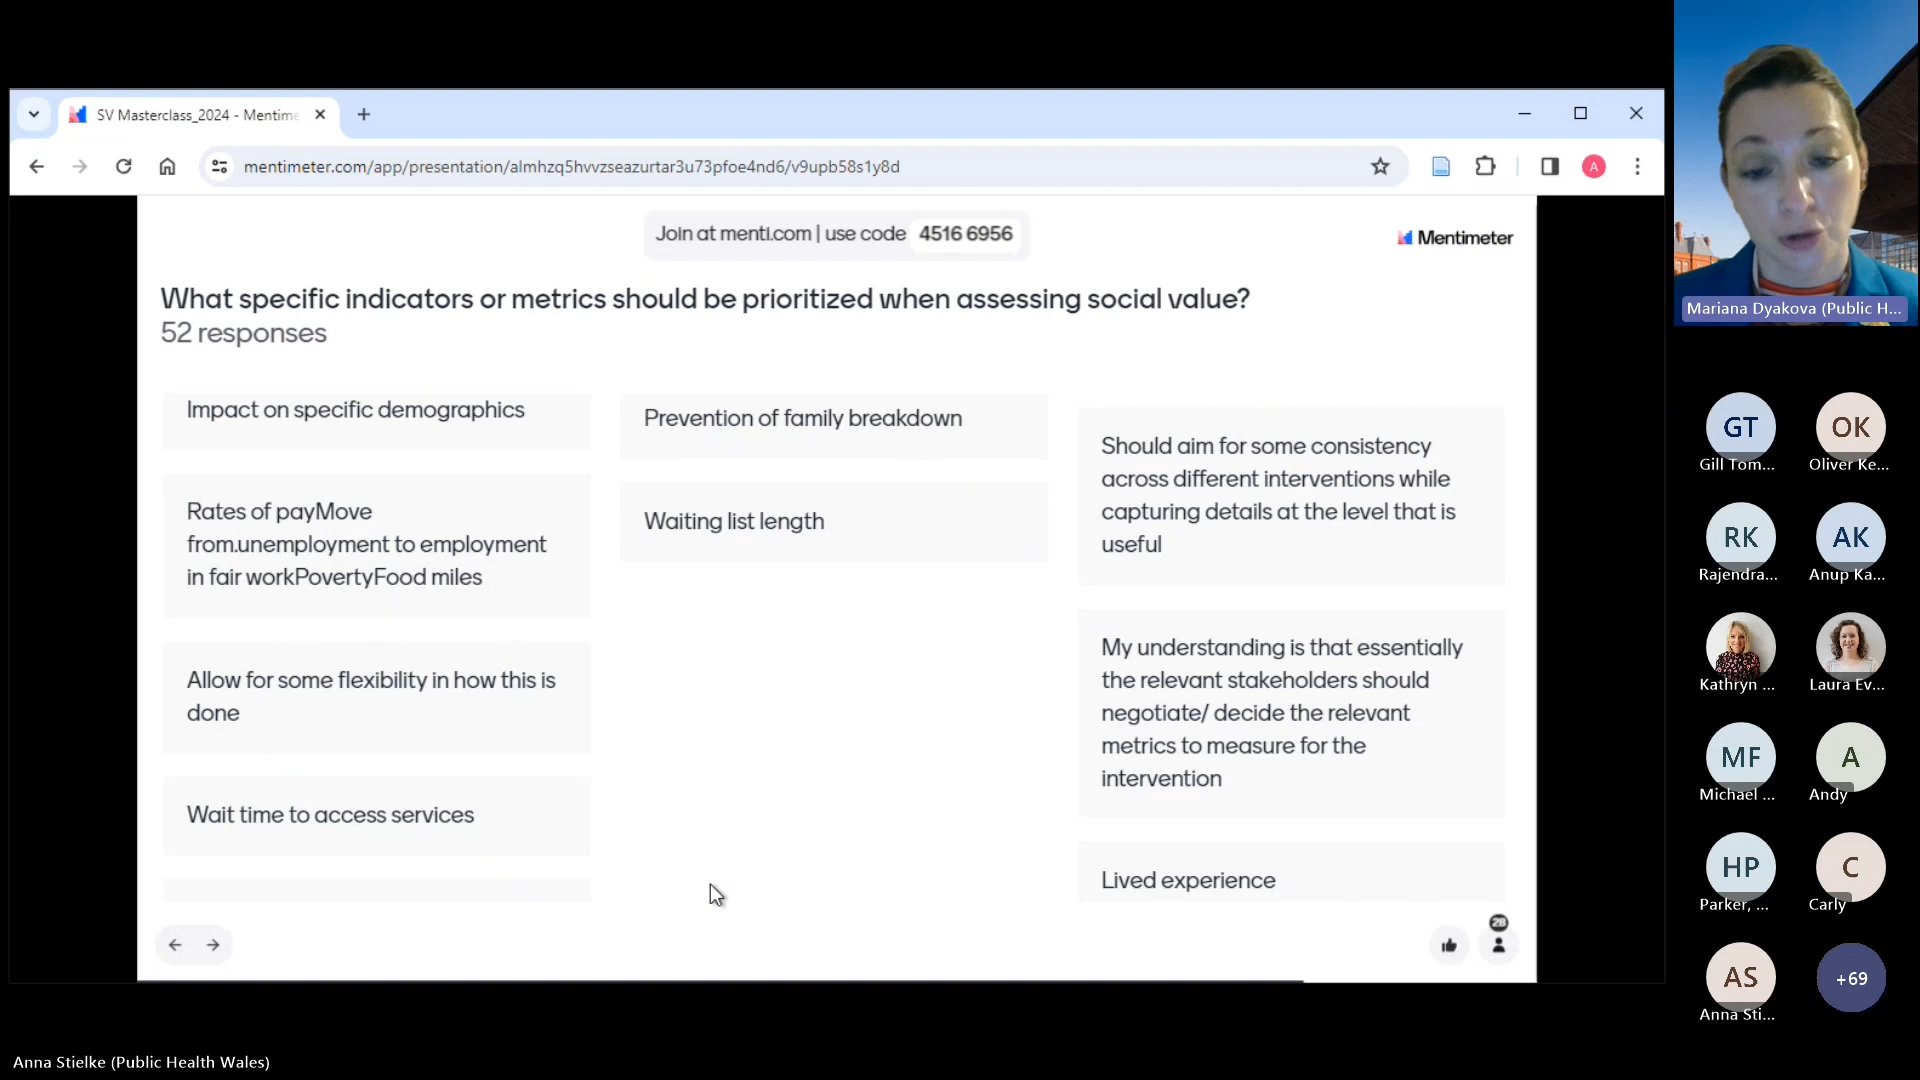 SV Masterclass_2024 - Mentime
mentimeter.com/app/presentation/almhzq5hvvzseazurtar3u73pfoe4nd6/v9upb58s1y8d
A
Join at menti.com | use code 4516 6956
Mentimeter
What specific indicators or metrics should be prioritized when assessing social value?
52 responses
Impact on specific demographics
Rates of payMove
from.unemployment to employment
in fair workPovertyFood miles
Allow for some flexibility in how this is
done
Wait time to access services
Prevention of family breakdown
Waiting list length
Should aim for some consistency
across different interventions while
capturing details at the level that is
useful
My understanding is that essentially
the relevant stakeholders should
negotiate/ decide the relevant
metrics to measure for the
intervention
Lived experience
28
Mariana Dyakova (Public H...
GT
Gill Tom...
OK
Oliver Ke...
RK
Rajendra...
AK
Anup Ka...
Kathryn ...
Laura Ev...
MF
Michael ...
A
Andy
HP
Parker, ...
C
Carly
AS
Anna Sti...
+69
Anna Stielke (Public Health Wales)